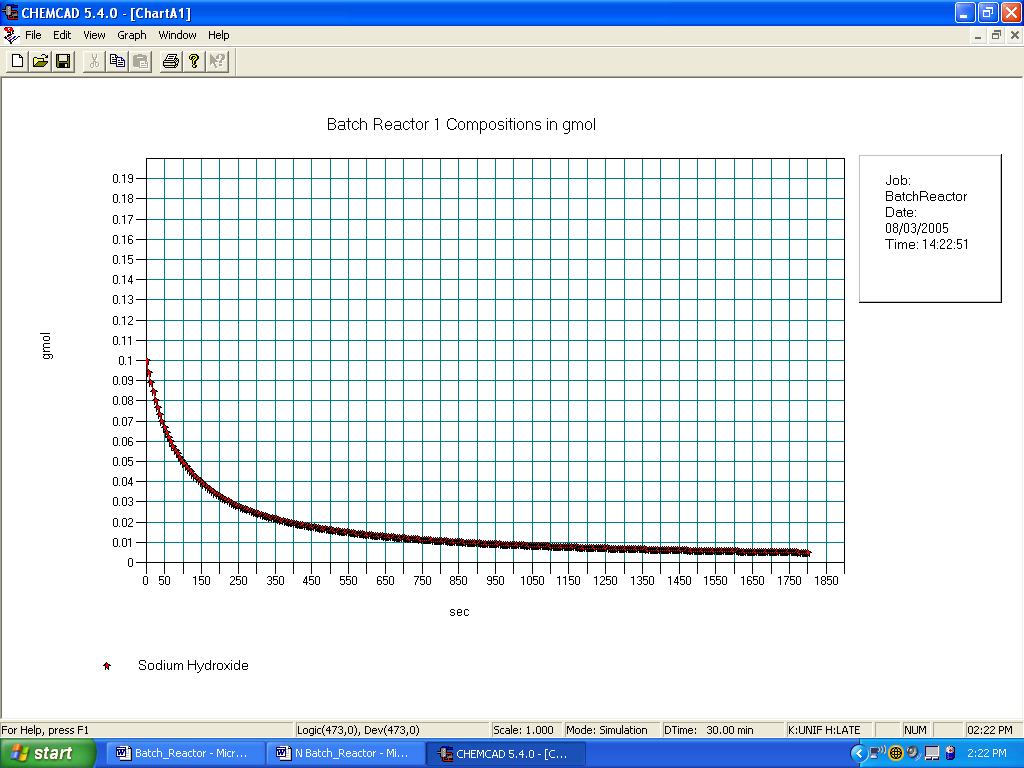 CHEMCAD 5.4.0 - [ChartA1]
File Edit View Graph Window Help
Batch Reactor 1 Compositions in gmol
Job:
BatchReactor
Date:
08/03/2005
Time: 14:22:51
0.19
0.18
0.17
0.16
0.15
0.14
0.13
0.12
0.11
0.1
0.09
0.08
0.07
0.06
0.05
0.04
0.03
0.02
0.01
0
gmol
0 50 150 250 350 450 550 650 750 850 950 1050 1150 1250 1350 1450 1550 1650 1750 1850
sec
Sodium Hydroxide
For Help, press F1 Logic(473,0), Dev(473,0) Scale: 1.000 Mode: Simulation DTime: 30.00 min K:UNIF H:LATE NUM 02:22 PM
start Batch_Reactor - Micr... N Batch_Reactor - Mi... CHEMCAD 5.4.0 - [C... 2:22 PM